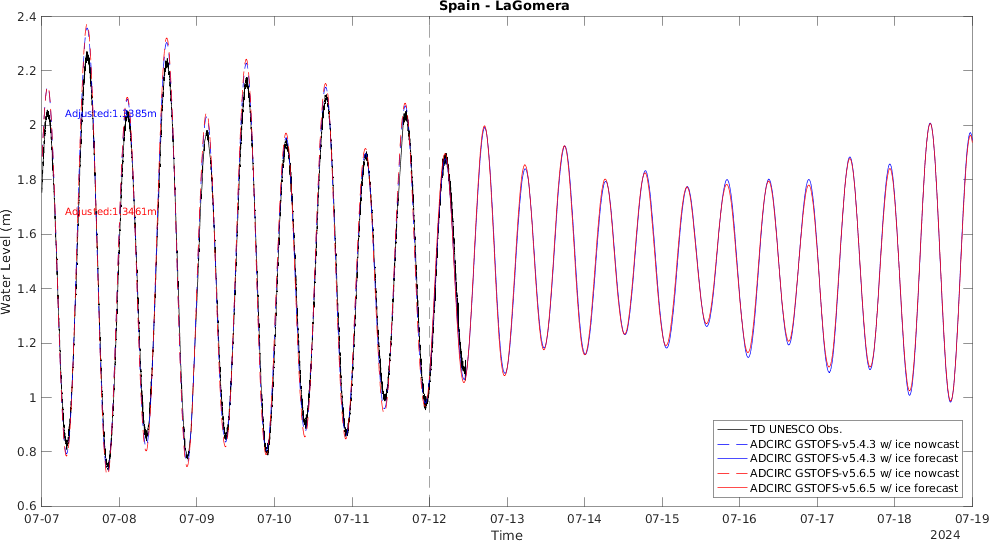 Spain - LaGomera
2.4
2.2
2
1.8
1.6
1.4
1.2
1
0.8
0.6
Water Level (m)
Adjusted:1.3385m
Adjusted:1.3461m
TD UNESCO Obs.
ADCIRC GSTOFS-v5.4.3 w/ ice nowcast
ADCIRC GSTOFS-v5.4.3 w/ ice forecast
ADCIRC GSTOFS-v5.6.5 w/ ice nowcast
ADCIRC GSTOFS-v5.6.5 w/ ice forecast
07-07 07-08 07-09 07-10 07-11 07-12 07-13 07-14 07-15 07-16 07-17 07-18 07-19
Time
2024